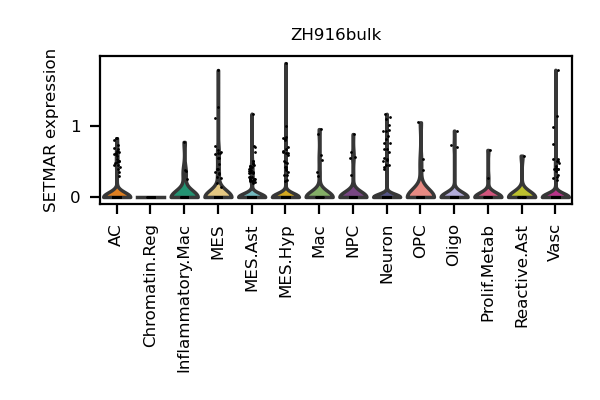 ZH916bulk
SETMAR expression
1
0
AC
Chromatin.Reg
Inflammatory.Mac
MES
MES.Ast
MES.Hyp
Mac
NPC
Neuron
OPC
Oligo
Prolif.Metab
Reactive.Ast
Vasc